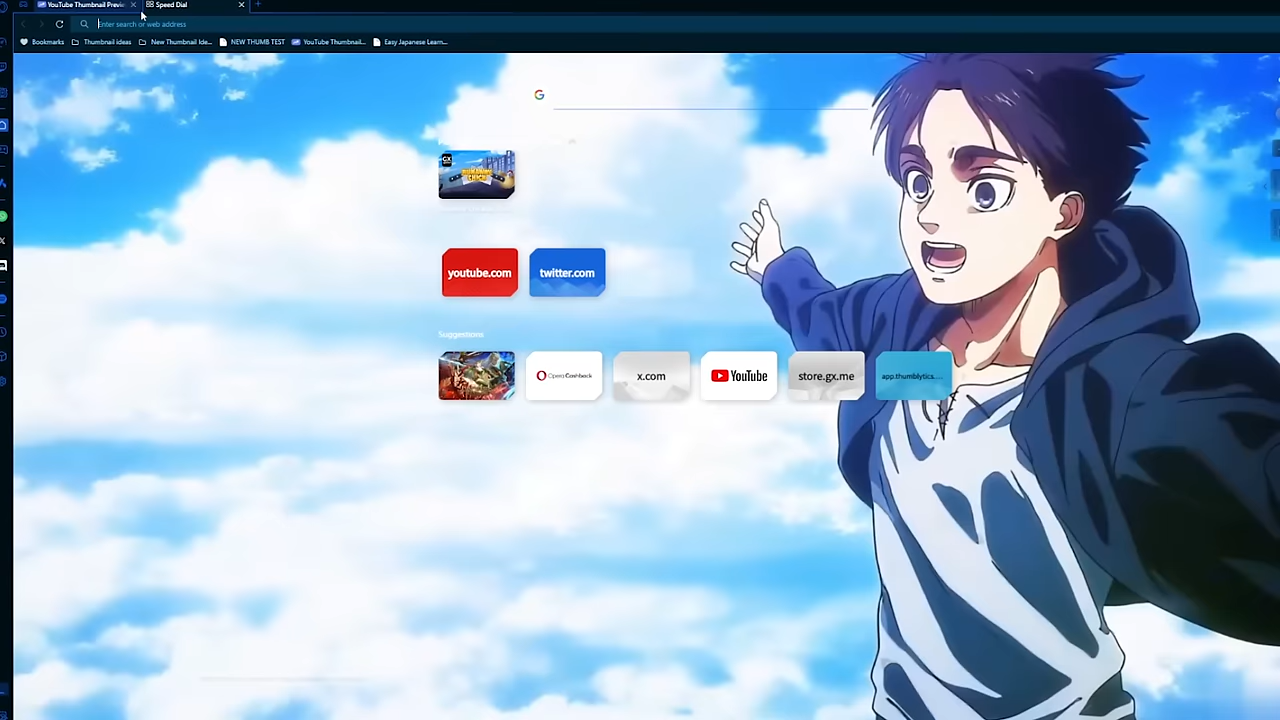 YouTube Thumbnail Previe
Speed Dial
Enter search or web address
Bookmarks
Thumbnail ideas
New Thumbnail Ide...
NEW THUMB TEST
YouTube Thumbnail...
Easy Japanese Learn...
GX
youtube.com
twitter.com
Suggestions
Opera Cashback
x.com
YouTube
store.gx.me
app.thumblytics....